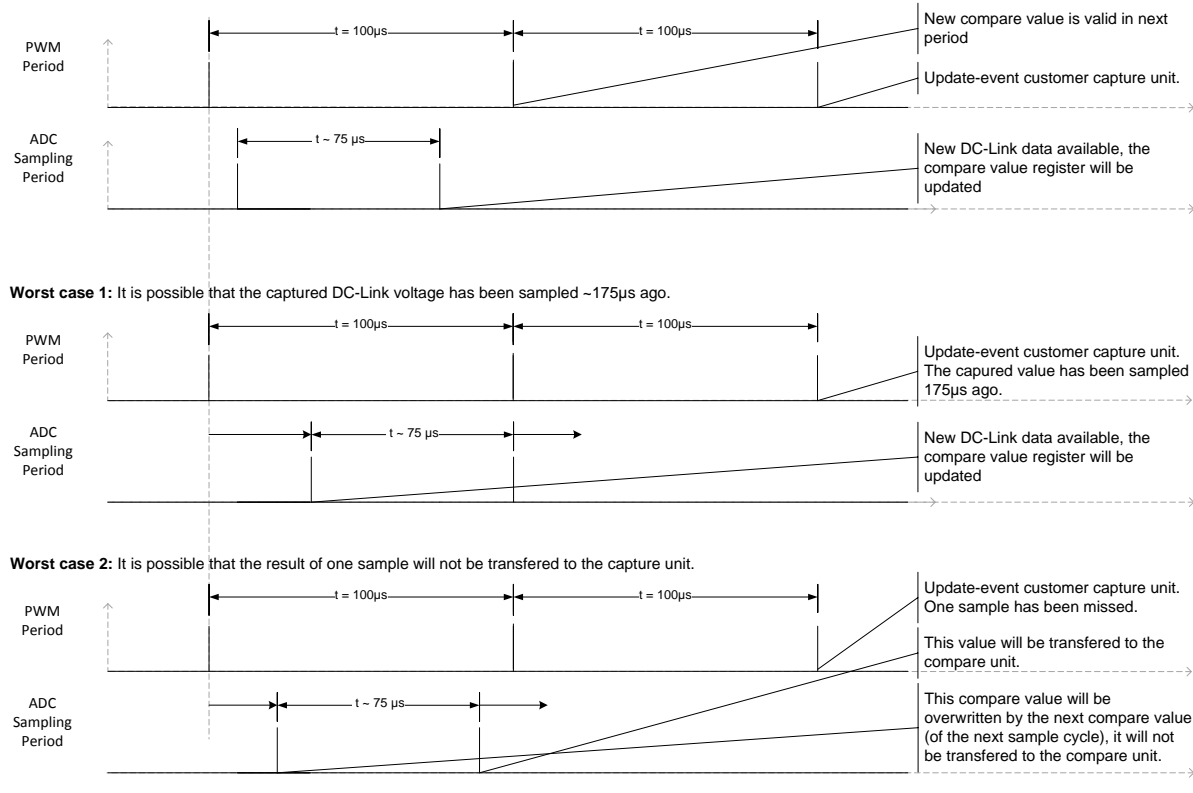 t = 100µs
t = 100µs
New compare value is valid in next
period
PWM
Period
Update-event customer capture unit.
ADC
Sampling
Period
t ~ 75 µs
New DC-Link data available, the
compare value register will be
updated
Worst case 1: It is possible that the captured DC-Link voltage has been sampled ~175µs ago.
t = 100µs
t = 100µs
PWM
Period
Update-event customer capture unit.
The capured value has been sampled
175µs ago.
ADC
Sampling
Period
t ~ 75 µs
New DC-Link data available, the
compare value register will be
updated
Worst case 2: It is possible that the result of one sample will not be transfered to the capture unit.
t = 100µs
t = 100µs
PWM
Period
Update-event customer capture unit.
One sample has been missed.
This value will be transfered to the
compare unit.
ADC
Sampling
Period
t ~ 75 µs
This compare value will be
overwritten by the next compare value
(of the next sample cycle), it will not
be transfered to the compare unit.